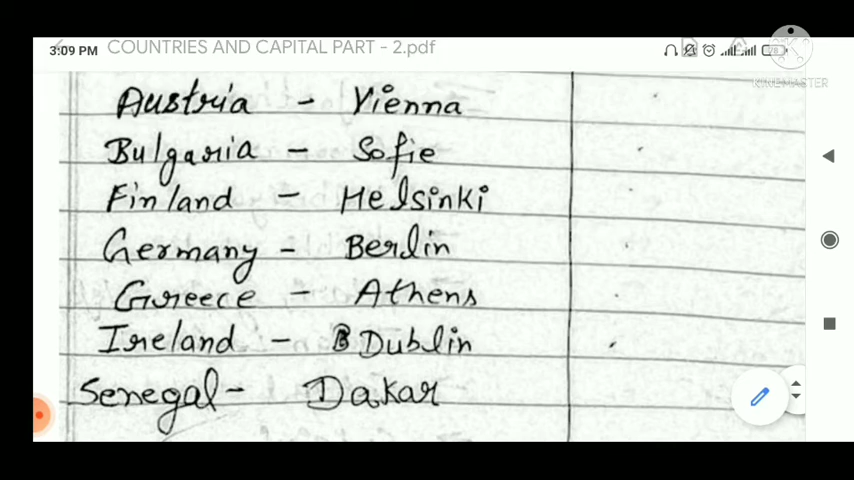 3:09 PM COUNTRIES AND CAPITAL PART - 2.pdf
KINEMASTER
Austria - Vienna
Bulgaria - Sofie
Finland - Helsinki
Germany - Berlin
Greece - Athens
Ireland - B Dublin
Senegal - Dakar